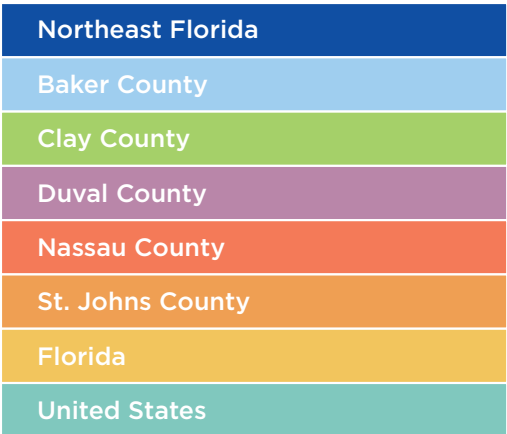 Northeast Florida
Baker County
Clay County
Duval County
Nassau County
St. Johns County
Florida
United States